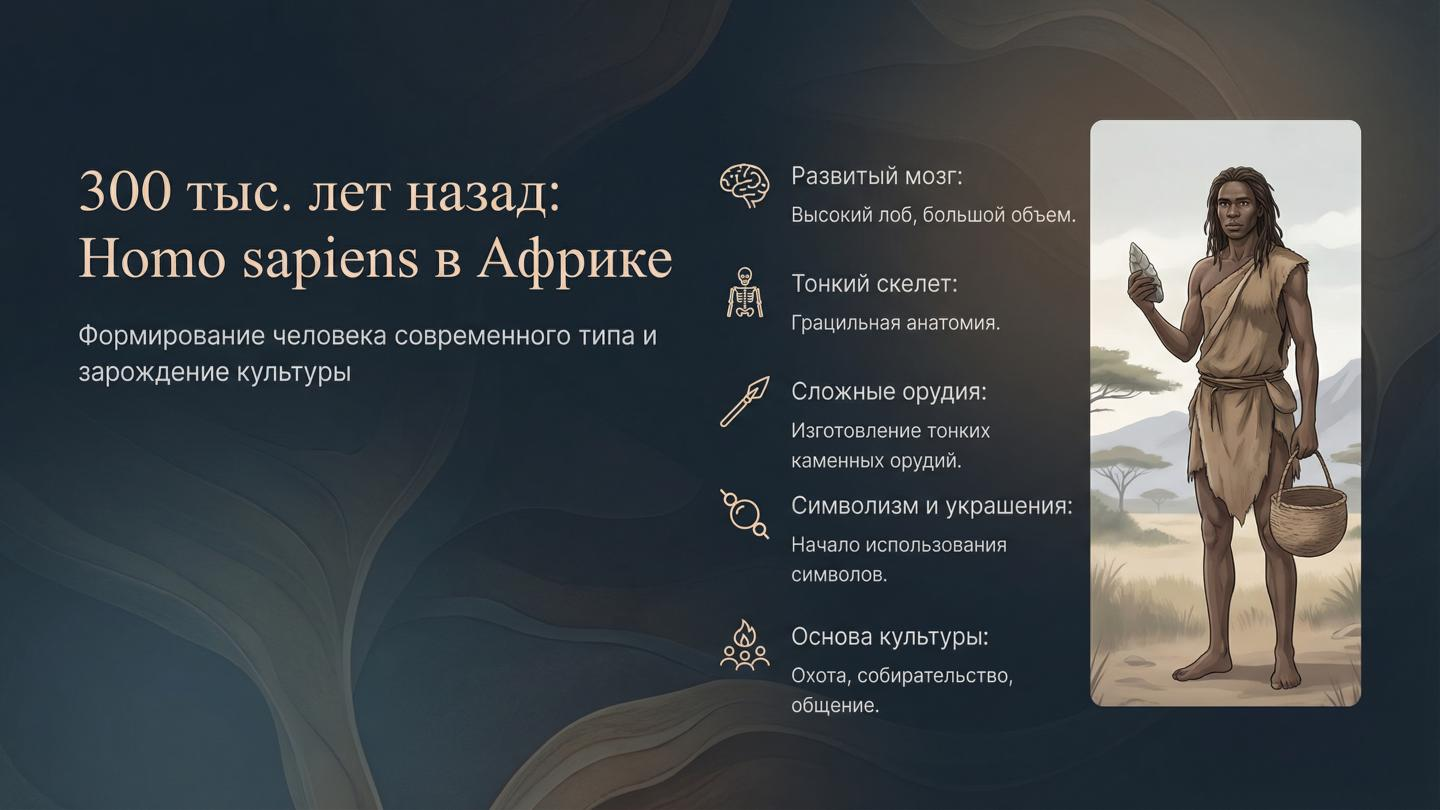 300 тыс. лет назад:
Homo sapiens в Африке
Формирование человека современного типа и
зарождение культуры
Развитый мозг:
Высокий лоб, большой объем.
Тонкий скелет:
Грацильная анатомия.
Сложные орудия:
Изготовление тонких
каменных орудий.
Символизм и украшения:
Начало использования
символов.
Основа культуры:
Охота, собирательство,
общение.